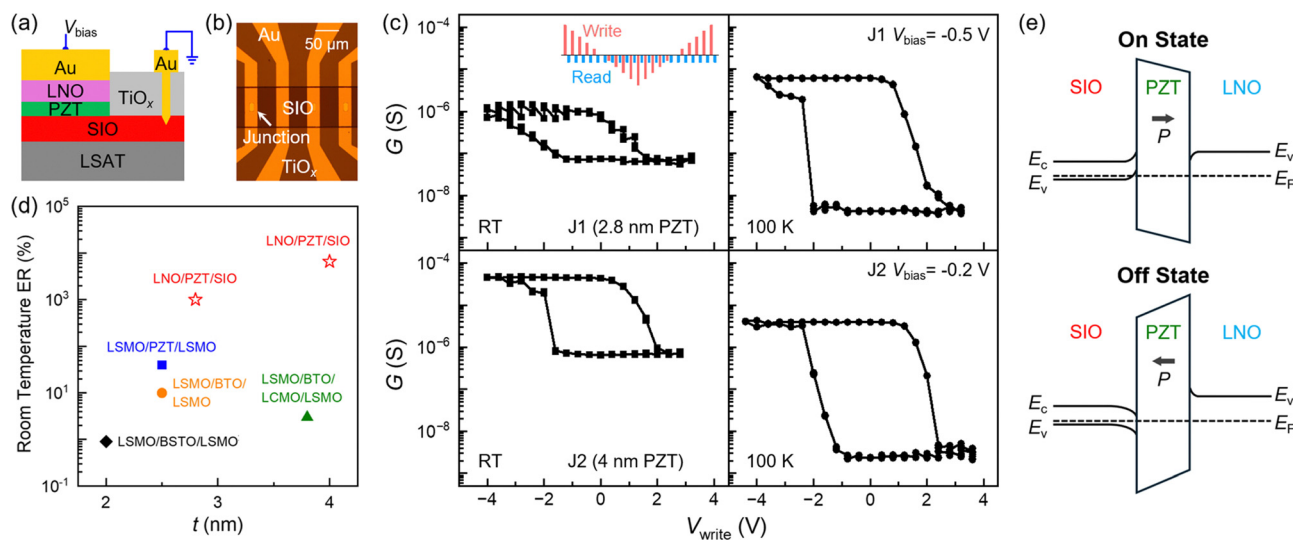 (a)
V_bias
Au
LNO
PZT
Au
TiO_x
SIO
LSAT
(b)
Au
50 μm
SIO
Junction
TiO_x
(c)
G (S)
10^-4
10^-6
10^-8
Write
Read
RT
J1 (2.8 nm PZT)
J1 V_bias= -0.5 V
100 K
G (S)
10^-4
10^-6
10^-8
RT
J2 (4 nm PZT)
J2 V_bias= -0.2 V
100 K
−4 −2 0 2 4
−4 −2 0 2 4
V_write (V)
(d)
Room Temperature ER (%)
10^5
10^3
10^1
10^-1
LNO/PZT/SIO
LNO/PZT/SIO
LSMO/PZT/LSMO
LSMO/BTO/
LSMO
LSMO/BTO/
LCMO/LSMO
LSMO/BSTO/LSMO
2 3 4
t (nm)
(e)
On State
SIO PZT LNO
P
E_c
E_v
E_v
E_F
Off State
SIO PZT LNO
P
E_c
E_v
E_v
E_F